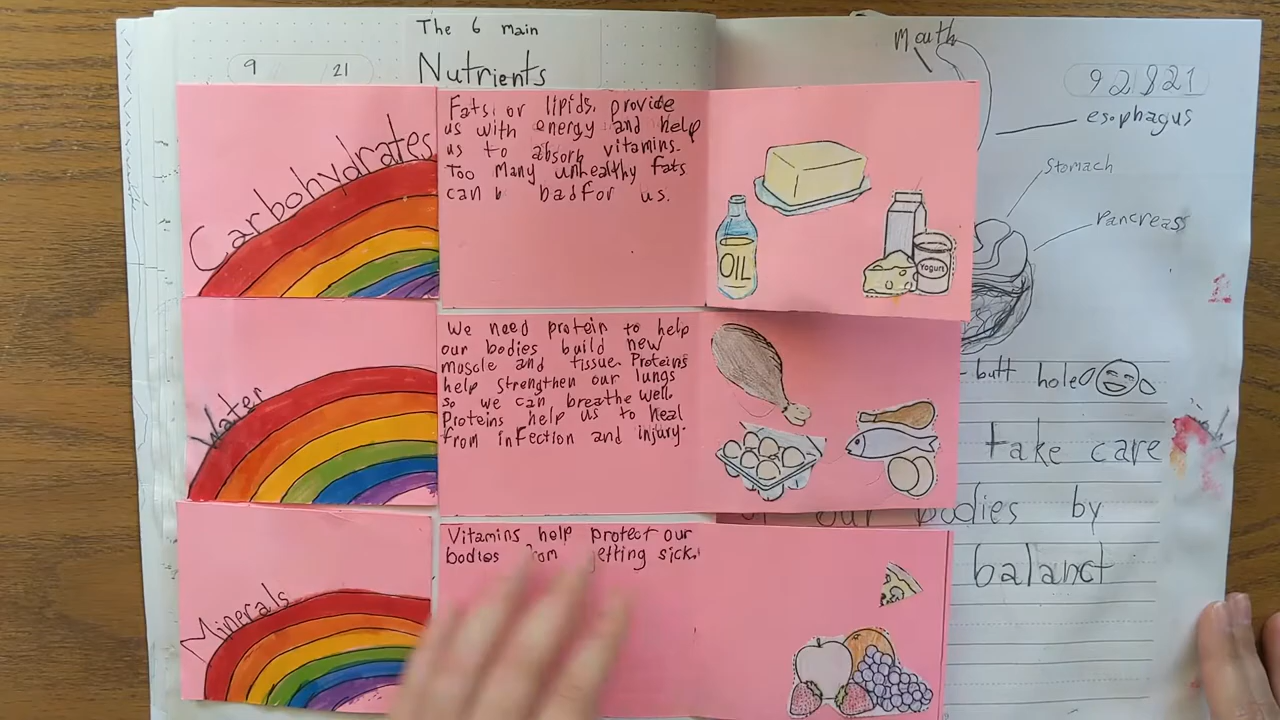 The 6 main
Nutrients
9 21
Carbohydrates
Water
Minerals
Fats, or lipids, provide
us with energy and help
us to absorb vitamins.
Too Many unhealthy fats
can b bad for us.
OIL
Yogurt
We need protein to help
our bodies build new
muscle and tissue. Proteins
help strengthen our lungs
so we can breathe well.
Proteins help us to heal
from infection and injury.
Vitamins help protect our
bodies getting sick.
Mouth
92821
esophagus
Stomach
Pancreass
butt hole
take care
our bodies by
balanct